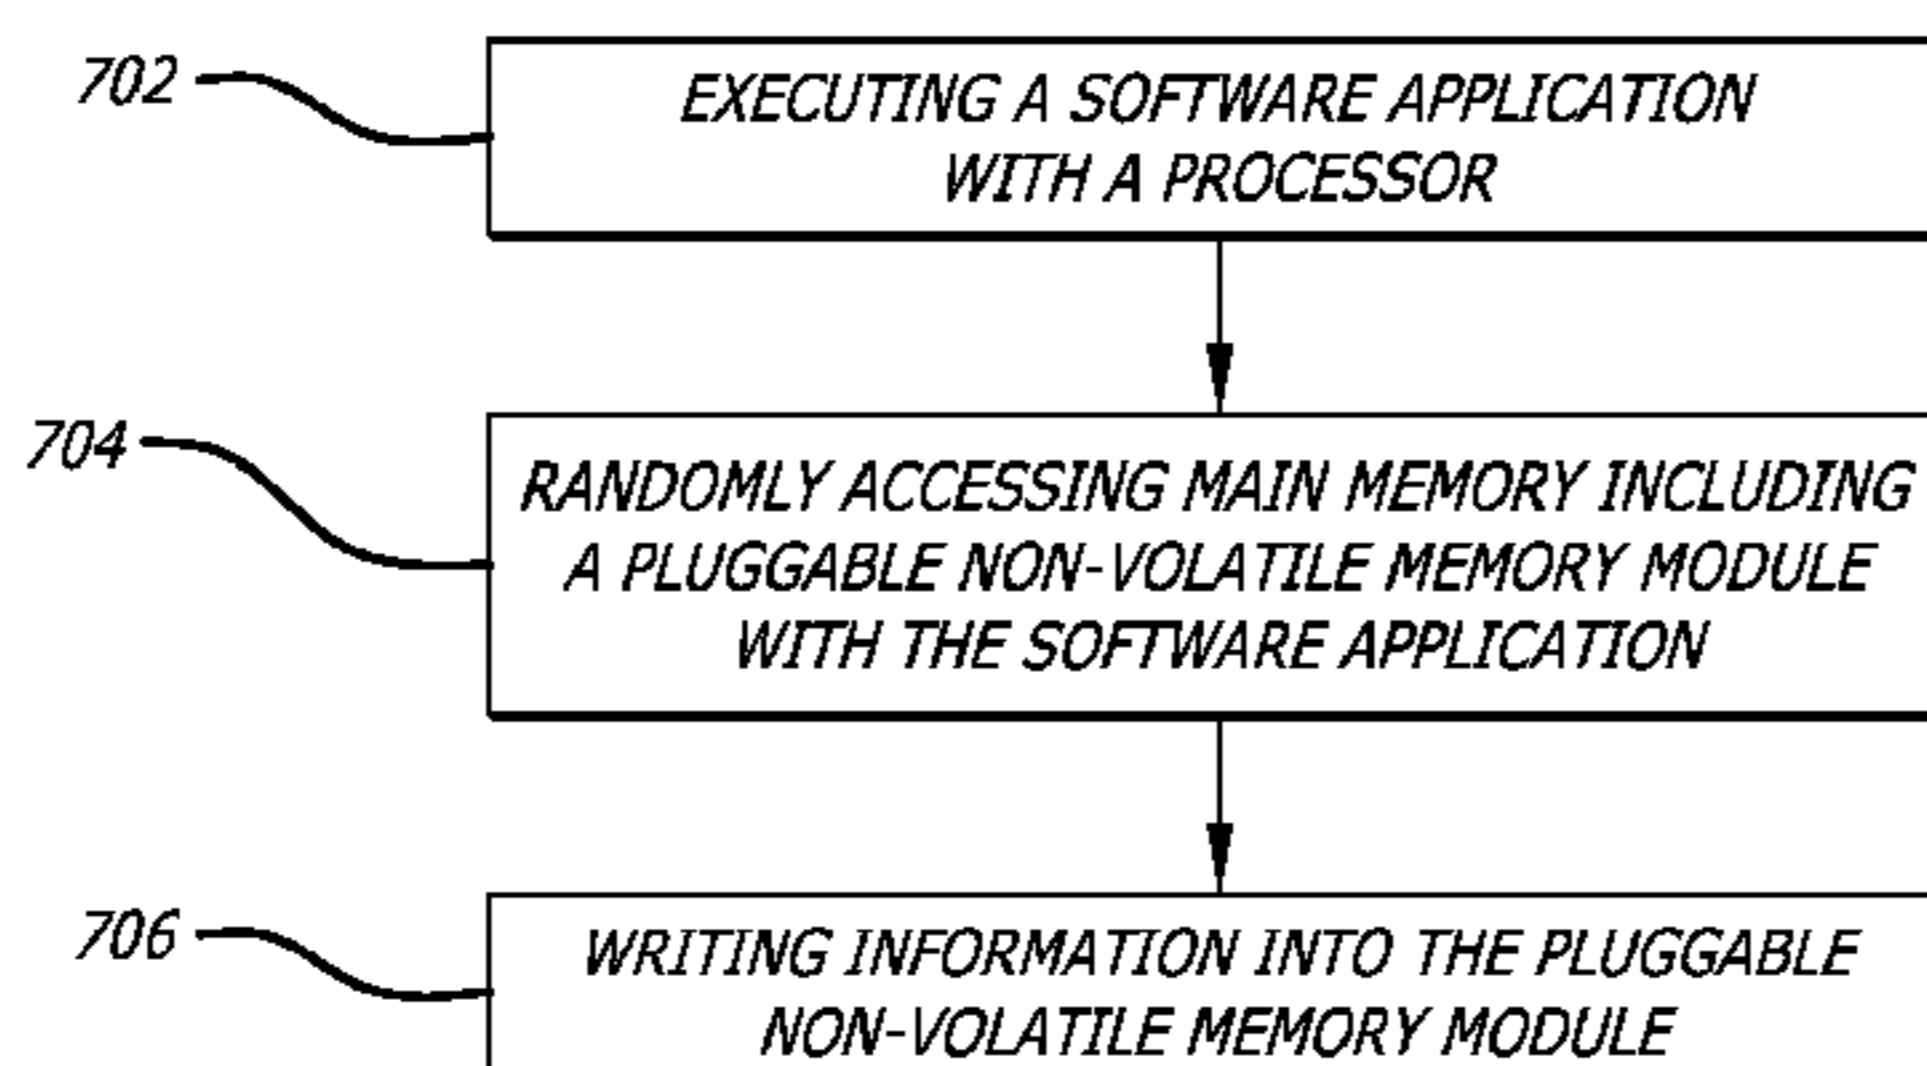 702
EXECUTING A SOFTWARE APPLICATION
WITH A PROCESSOR
704
RANDOMLY ACCESSING MAIN MEMORY INCLUDING
A PLUGGABLE NON-VOLATILE MEMORY MODULE
WITH THE SOFTWARE APPLICATION
706
WRITING INFORMATION INTO THE PLUGGABLE
NON-VOLATILE MEMORY MODULE